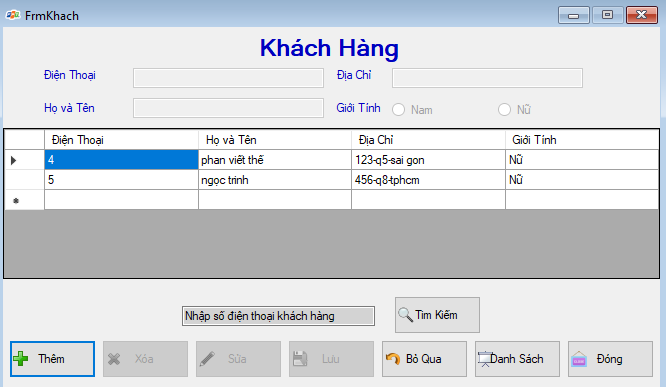 FrmKhach
Khách Hàng
Điện Thoại
Địa Chỉ
Họ và Tên
Giới Tính
Nam
Nữ
Điện Thoại Họ và Tên Địa Chỉ Giới Tính
4 phan viết thế 123-q5-sai gon Nữ
5 ngọc trinh 456-q8-tphcm Nữ
Nhập số điện thoại khách hàng
Tìm Kiếm
Thêm
Xóa
Sửa
Lưu
Bỏ Qua
Danh Sách
Đóng